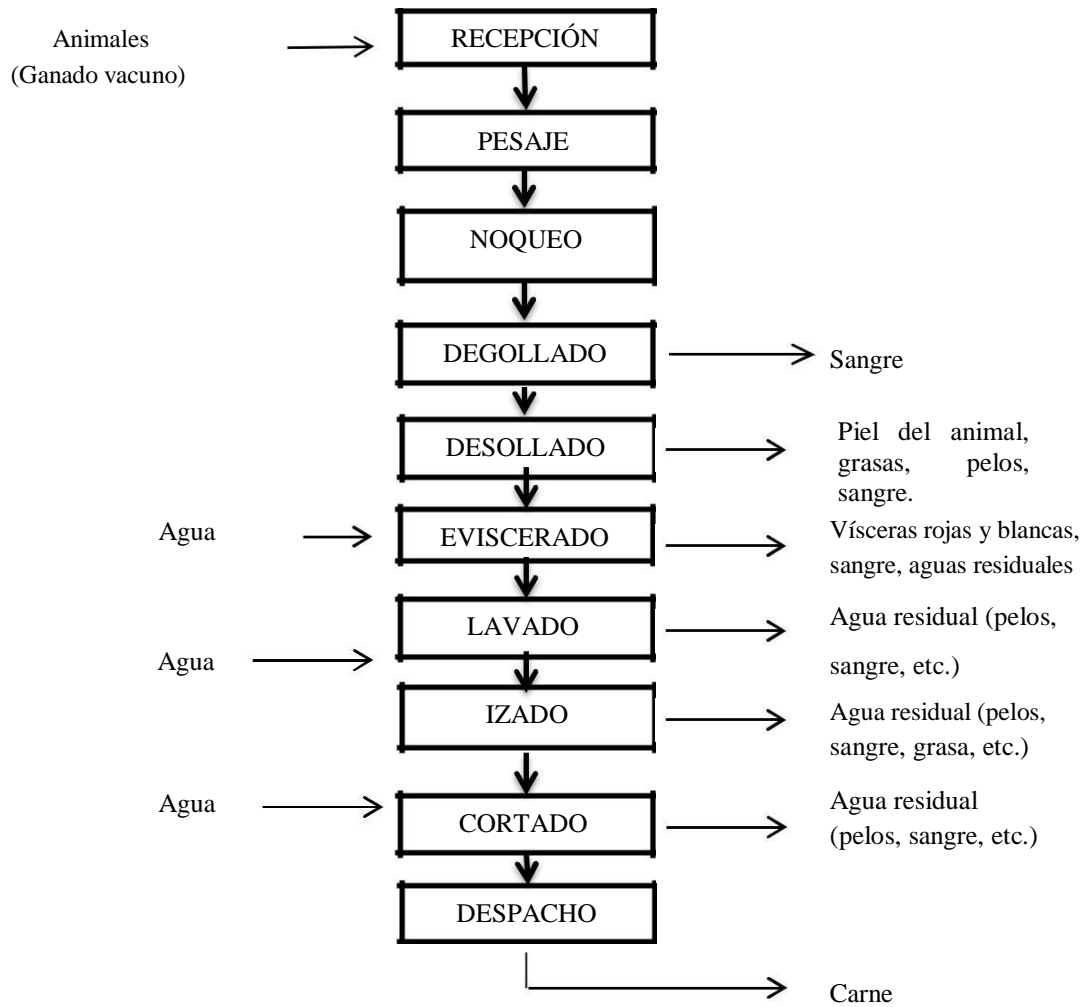 Animales
(Ganado vacuno)
RECEPCIÓN
PESAJE
NOQUEO
DEGOLLADO
Sangre
DESOLLADO
Piel del animal,
grasas, pelos,
sangre.
Agua
EVISCERADO
Vísceras rojas y blancas,
sangre, aguas residuales
LAVADO
Agua residual (pelos,
sangre, etc.)
Agua
IZADO
Agua residual (pelos,
sangre, grasa, etc.)
Agua
CORTADO
Agua residual
(pelos, sangre, etc.)
DESPACHO
Carne